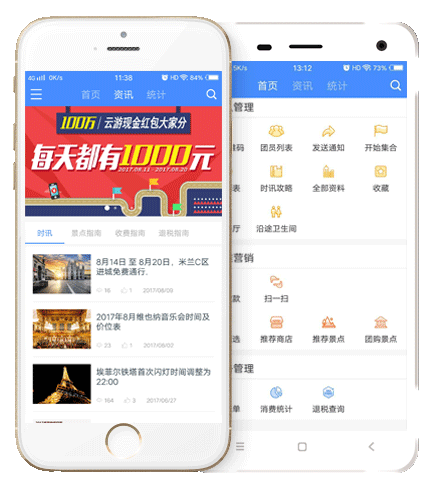 4G 0K/s 11:38 HD 84%
首页 资讯 统计
100万 云游现金红包大家分
每天都有1000元
2017.08.11 - 2017.08.20
时讯 景点指南 收费指南 退税指南
8月14日 至 8月20日，米兰C区
进城免费通行.
16 1 2017/08/09
2017年8月维也纳音乐会时间及
价位表
23 1 2017/08/02
埃菲尔铁塔首次闪灯时间调整为
22:00
164 3 2017/06/27
5K/s 13:12 HD 73%
首页 资讯 统计
管理
码 团员列表 发送通知 开始集合
表 时讯攻略 全部资料 收藏
厅 沿途卫生间
营销
款 扫一扫
选 推荐商店 推荐景点 团购景点
管理
单 消费统计 退税查询